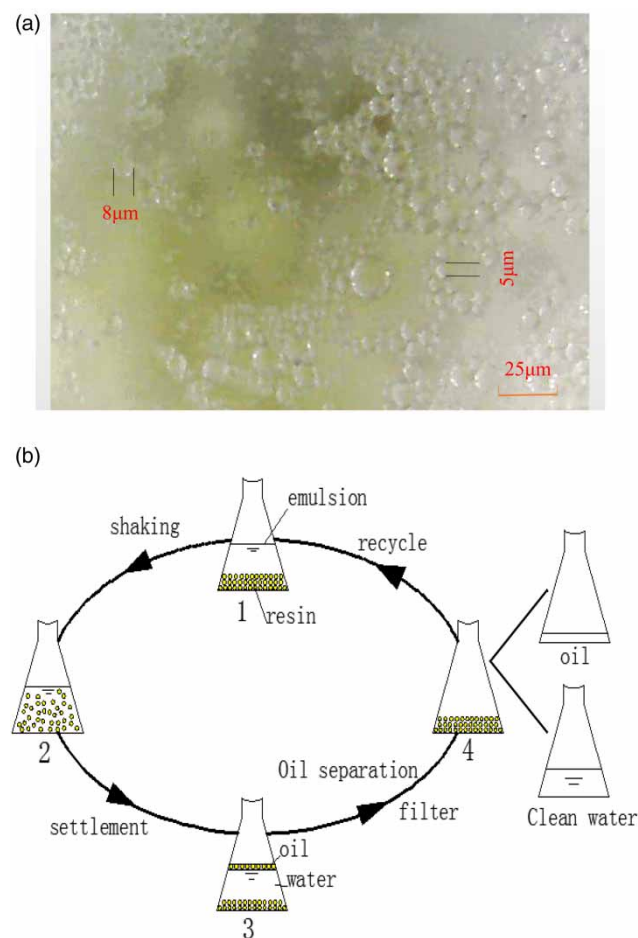 (a)
8μm
5μm
25μm
(b)
emulsion
shaking
recycle
1
resin
oil
2
4
Oil separation
Clean water
settlement
filter
oil
water
3